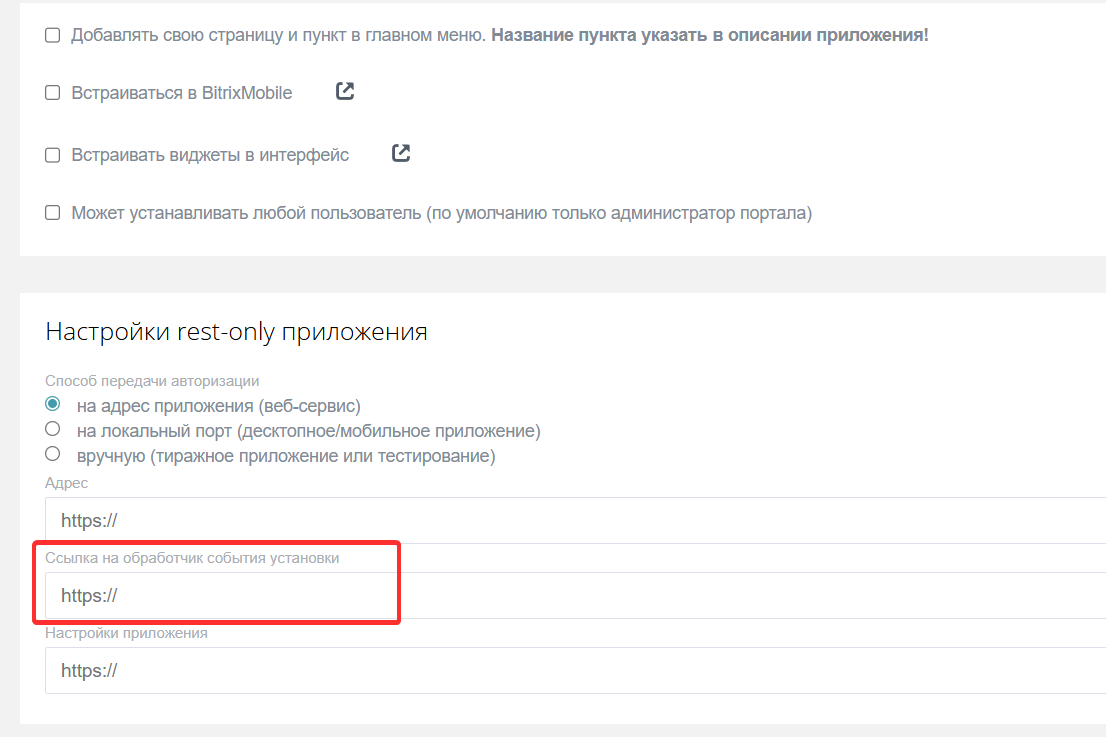 Добавлять свою страницу и пункт в главном меню. Название пункта указать в описании приложения!
Встраиваться в BitrixMobile
Встраивать виджеты в интерфейс
Может устанавливать любой пользователь (по умолчанию только администратор портала)
Настройки rest-only приложения
Способ передачи авторизации
на адрес приложения (веб-сервис)
на локальный порт (десктопное/мобильное приложение)
вручную (тиражное приложение или тестирование)
Адрес
https://
Ссылка на обработчик события установки
https://
Настройки приложения
https://